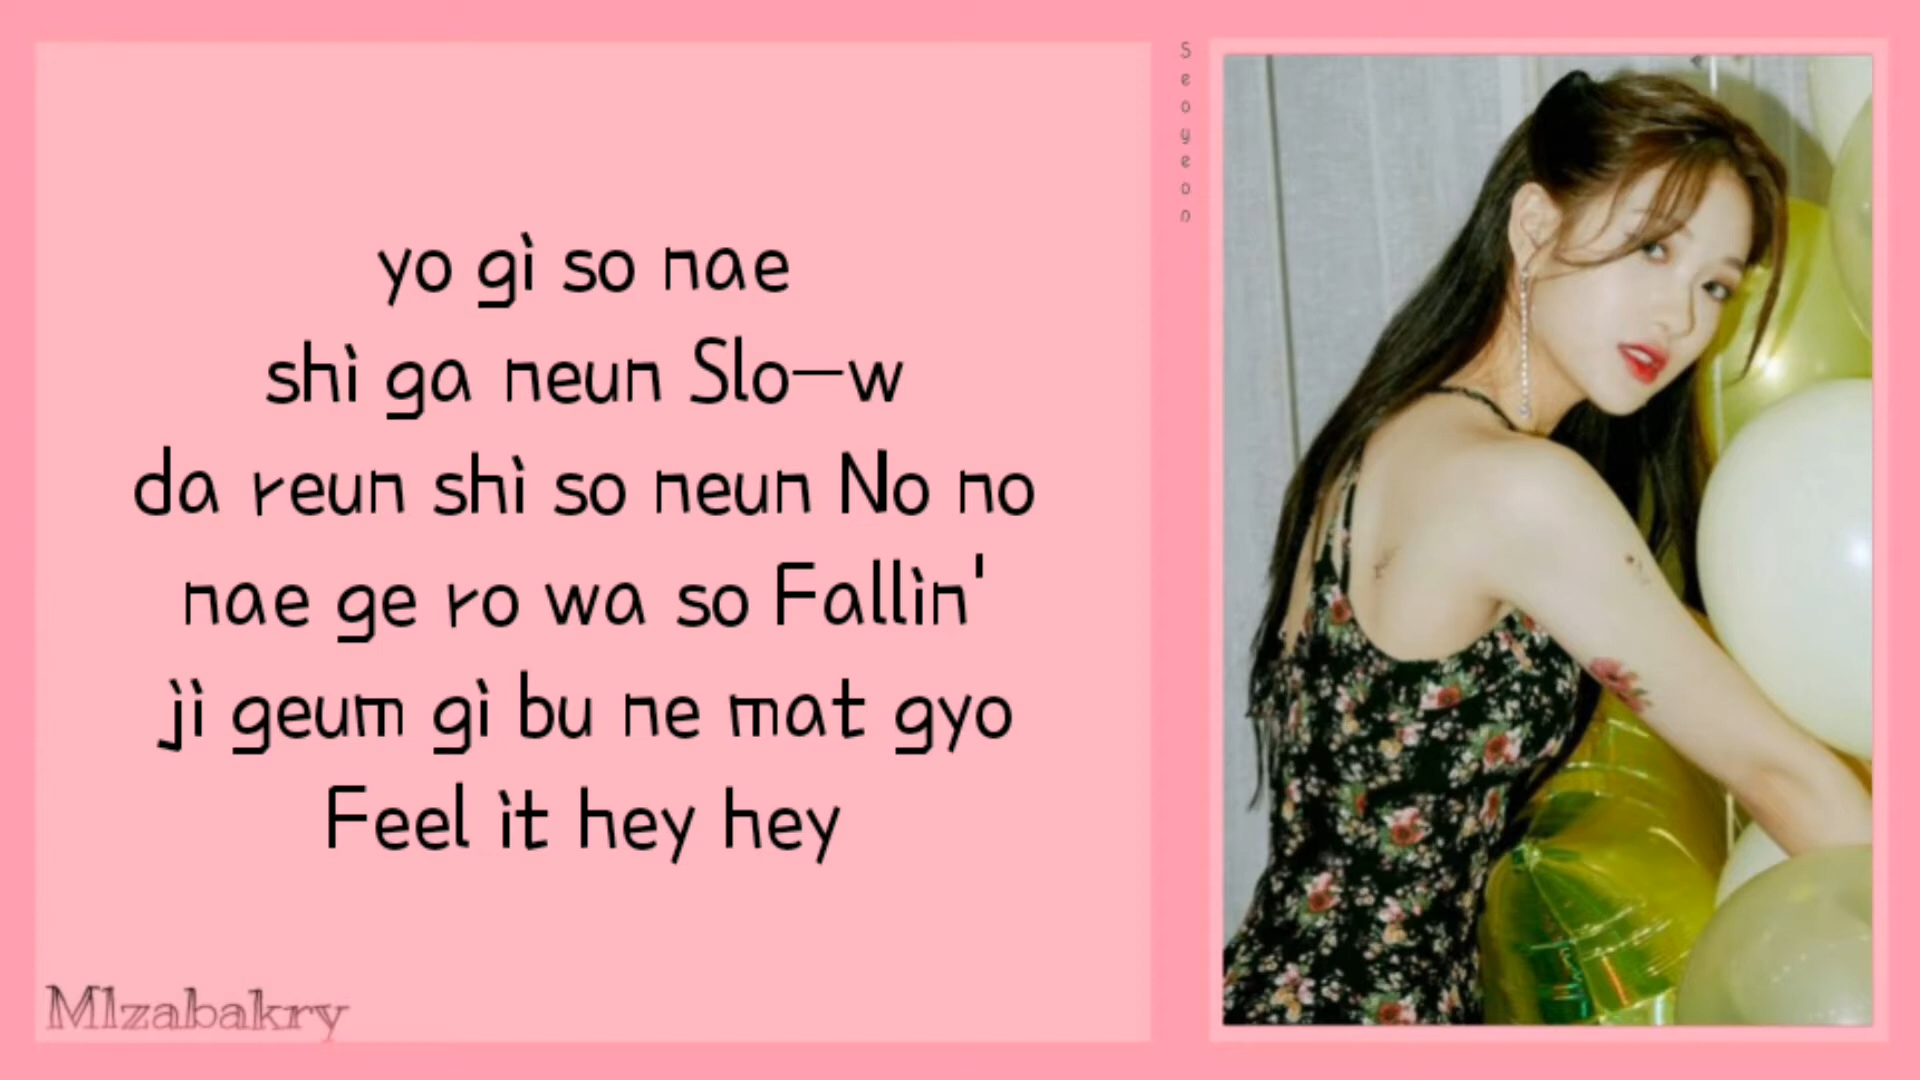 yo gi so nae
shi ga neun Slo—w
da reun shi so neun No no
nae ge ro wa so Fallin'
ji geum gi bu ne mat gyo
Feel it hey hey
Seoyeon
MIzabakry